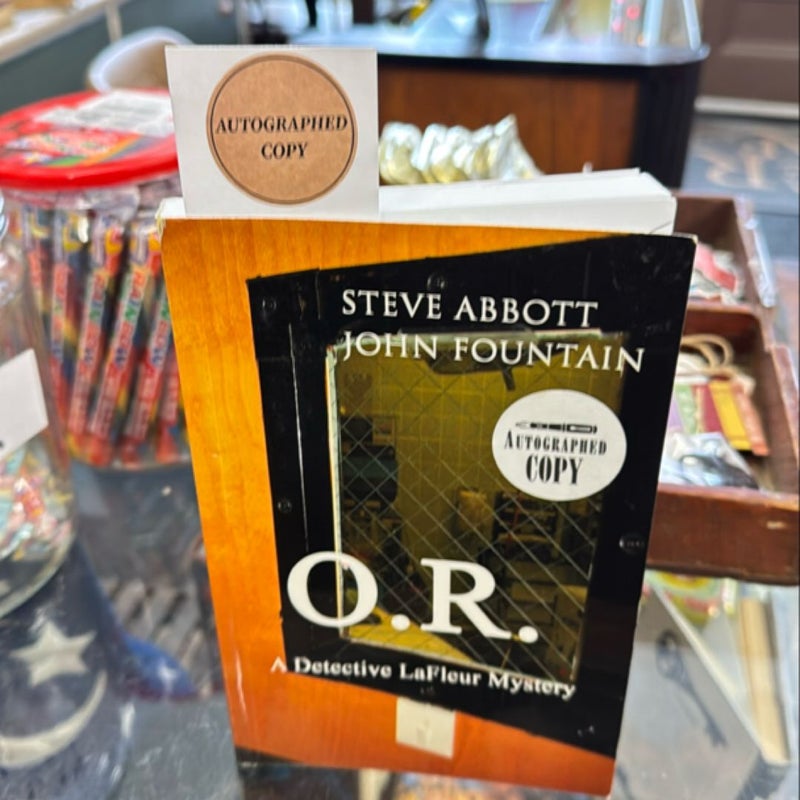 AUTOGRAPHED
COPY
STEVE ABBOTT
JOHN FOUNTAIN
AUTOGRAPHED
COPY
O.R.
A Detective LaFleur Mystery